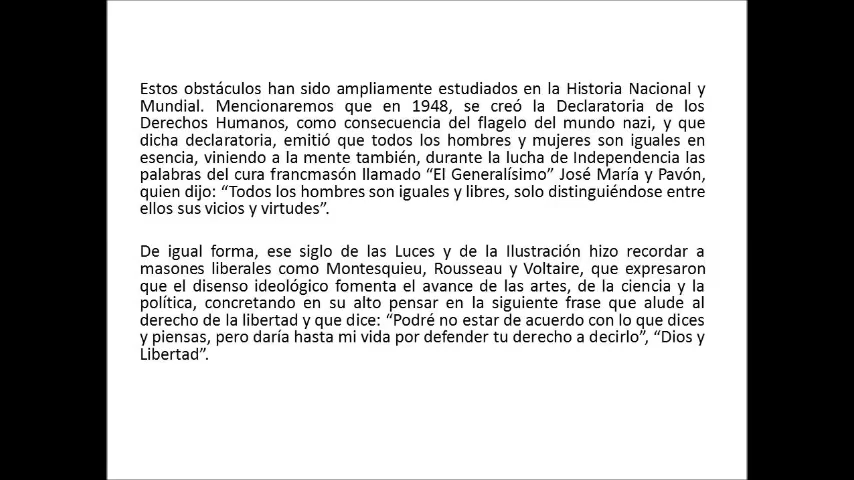 Estos obstáculos han sido ampliamente estudiados en la Historia Nacional y
Mundial. Mencionaremos que en 1948, se creó la Declaratoria de los
Derechos Humanos, como consecuencia del flagelo del mundo nazi, y que
dicha declaratoria, emitió que todos los hombres y mujeres son iguales en
esencia, viniendo a la mente también, durante la lucha de Independencia las
palabras del cura francmasón llamado “El Generalísimo” José María y Pavón,
quien dijo: “Todos los hombres son iguales y libres, solo distinguiéndose entre
ellos sus vicios y virtudes”.
De igual forma, ese siglo de las Luces y de la Ilustración hizo recordar a
masones liberales como Montesquieu, Rousseau y Voltaire, que expresaron
que el disenso ideológico fomenta el avance de las artes, de la ciencia y la
política, concretando en su alto pensar en la siguiente frase que alude al
derecho de la libertad y que dice: “Podré no estar de acuerdo con lo que dices
y piensas, pero daría hasta mi vida por defender tu derecho a decirlo”, “Dios y
Libertad”.